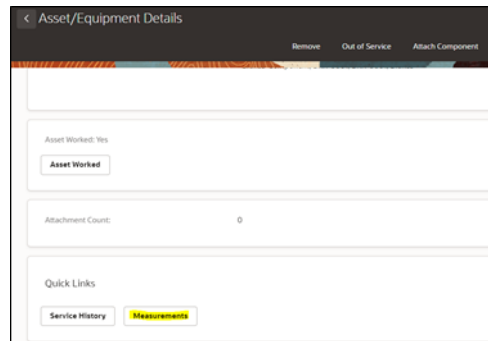 Asset/Equipment Details
Remove Out of Service Attach Component
Asset Worked: Yes
Asset Worked
Attachment Count: 0
Quick Links
Service History Measurements